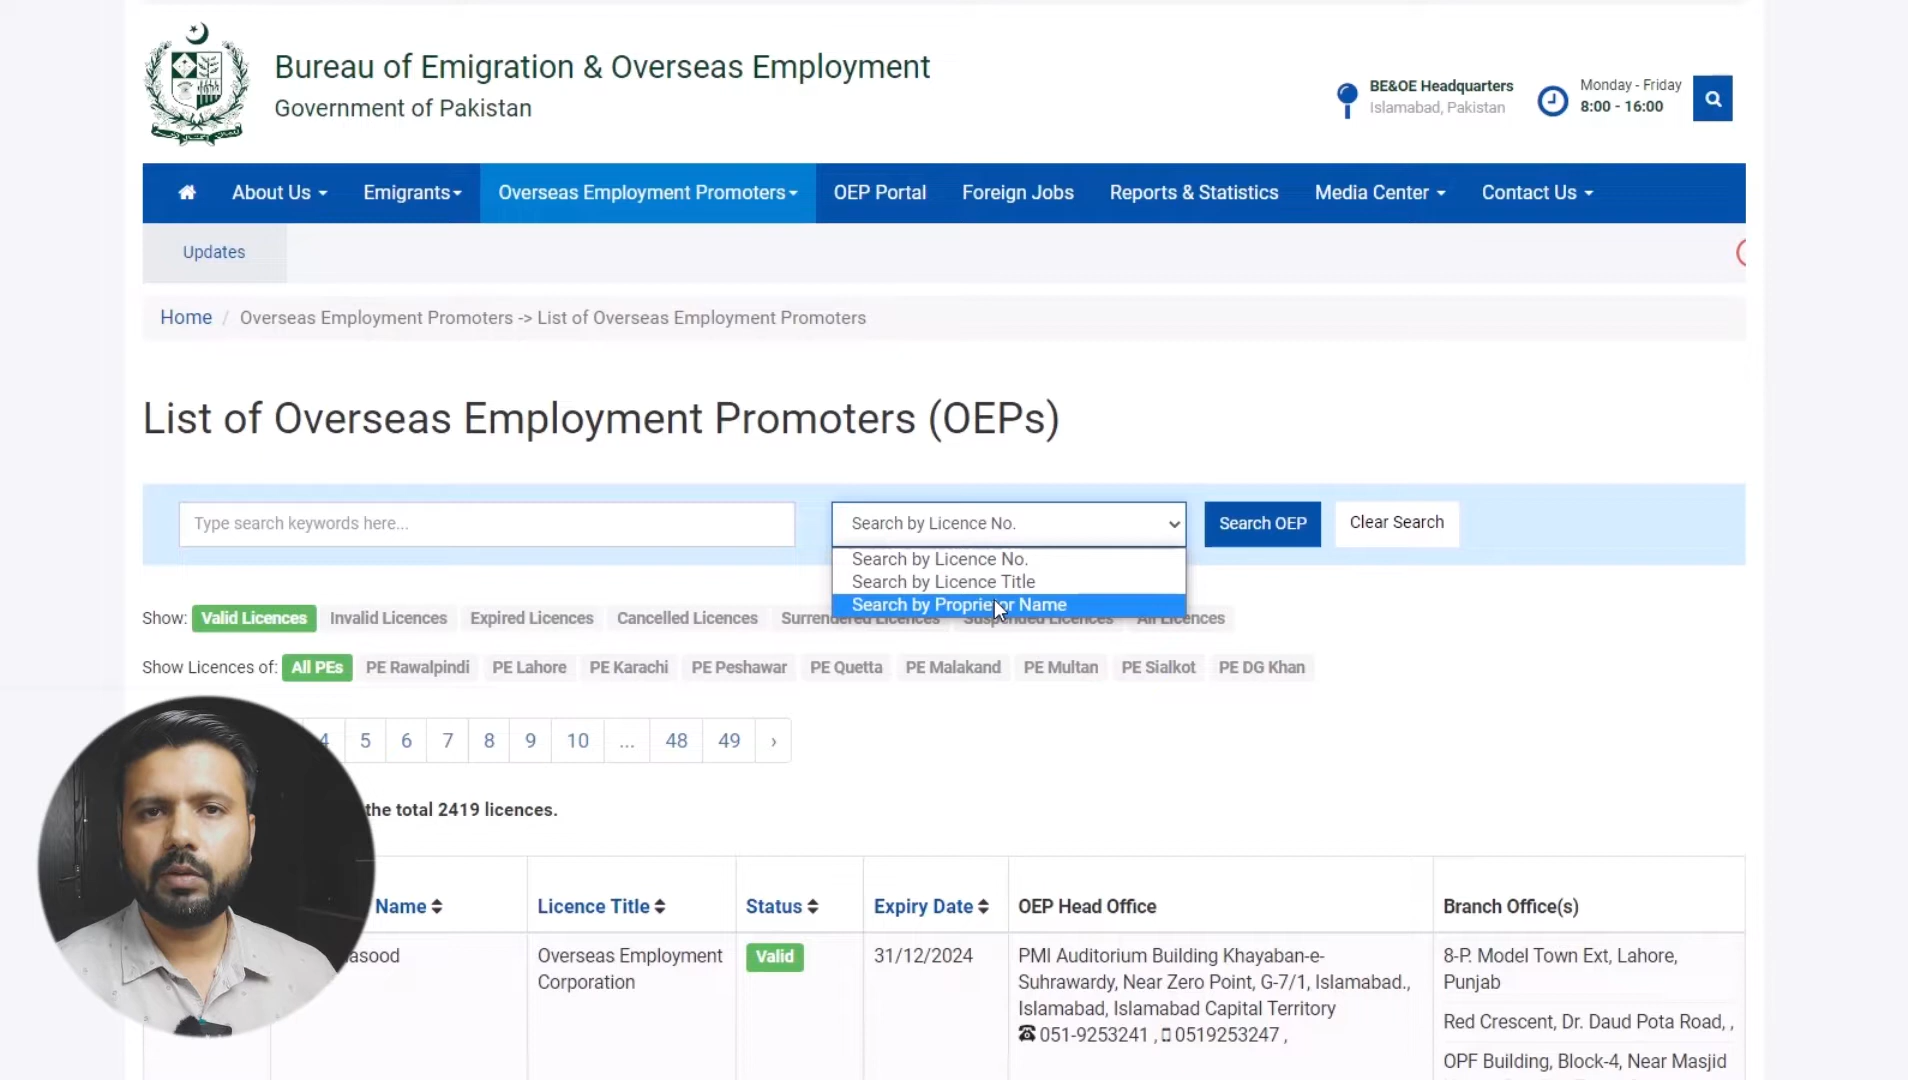 Bureau of Emigration & Overseas Employment
Government of Pakistan
BE&OE Headquarters
Islamabad, Pakistan
Monday - Friday
8:00 - 16:00
About Us
Emigrants
Overseas Employment Promoters
OEP Portal
Foreign Jobs
Reports & Statistics
Media Center
Contact Us
Updates
Home / Overseas Employment Promoters -> List of Overseas Employment Promoters
List of Overseas Employment Promoters (OEPs)
Type search keywords here...
Search by Licence No.
Search OEP
Clear Search
Search by Licence No.
Search by Licence Title
Search by Proprietor Name
Show: Valid Licences Invalid Licences Expired Licences Cancelled Licences Surrendered Licences Suspended Licences All Licences
Show Licences of: All PEs PE Rawalpindi PE Lahore PE Karachi PE Peshawar PE Quetta PE Malakand PE Multan PE Sialkot PE DG Khan
4 5 6 7 8 9 10 ... 48 49 ›
the total 2419 licences.
Name
Licence Title
Status
Expiry Date
OEP Head Office
Branch Office(s)
asood
Overseas Employment
Corporation
Valid
31/12/2024
PMI Auditorium Building Khayaban-e-
Suhrawardy, Near Zero Point, G-7/1, Islamabad.,
Islamabad, Islamabad Capital Territory
051-9253241 , 0519253247 ,
8-P. Model Town Ext, Lahore,
Punjab
Red Crescent, Dr. Daud Pota Road, ,
OPF Building, Block-4, Near Masjid